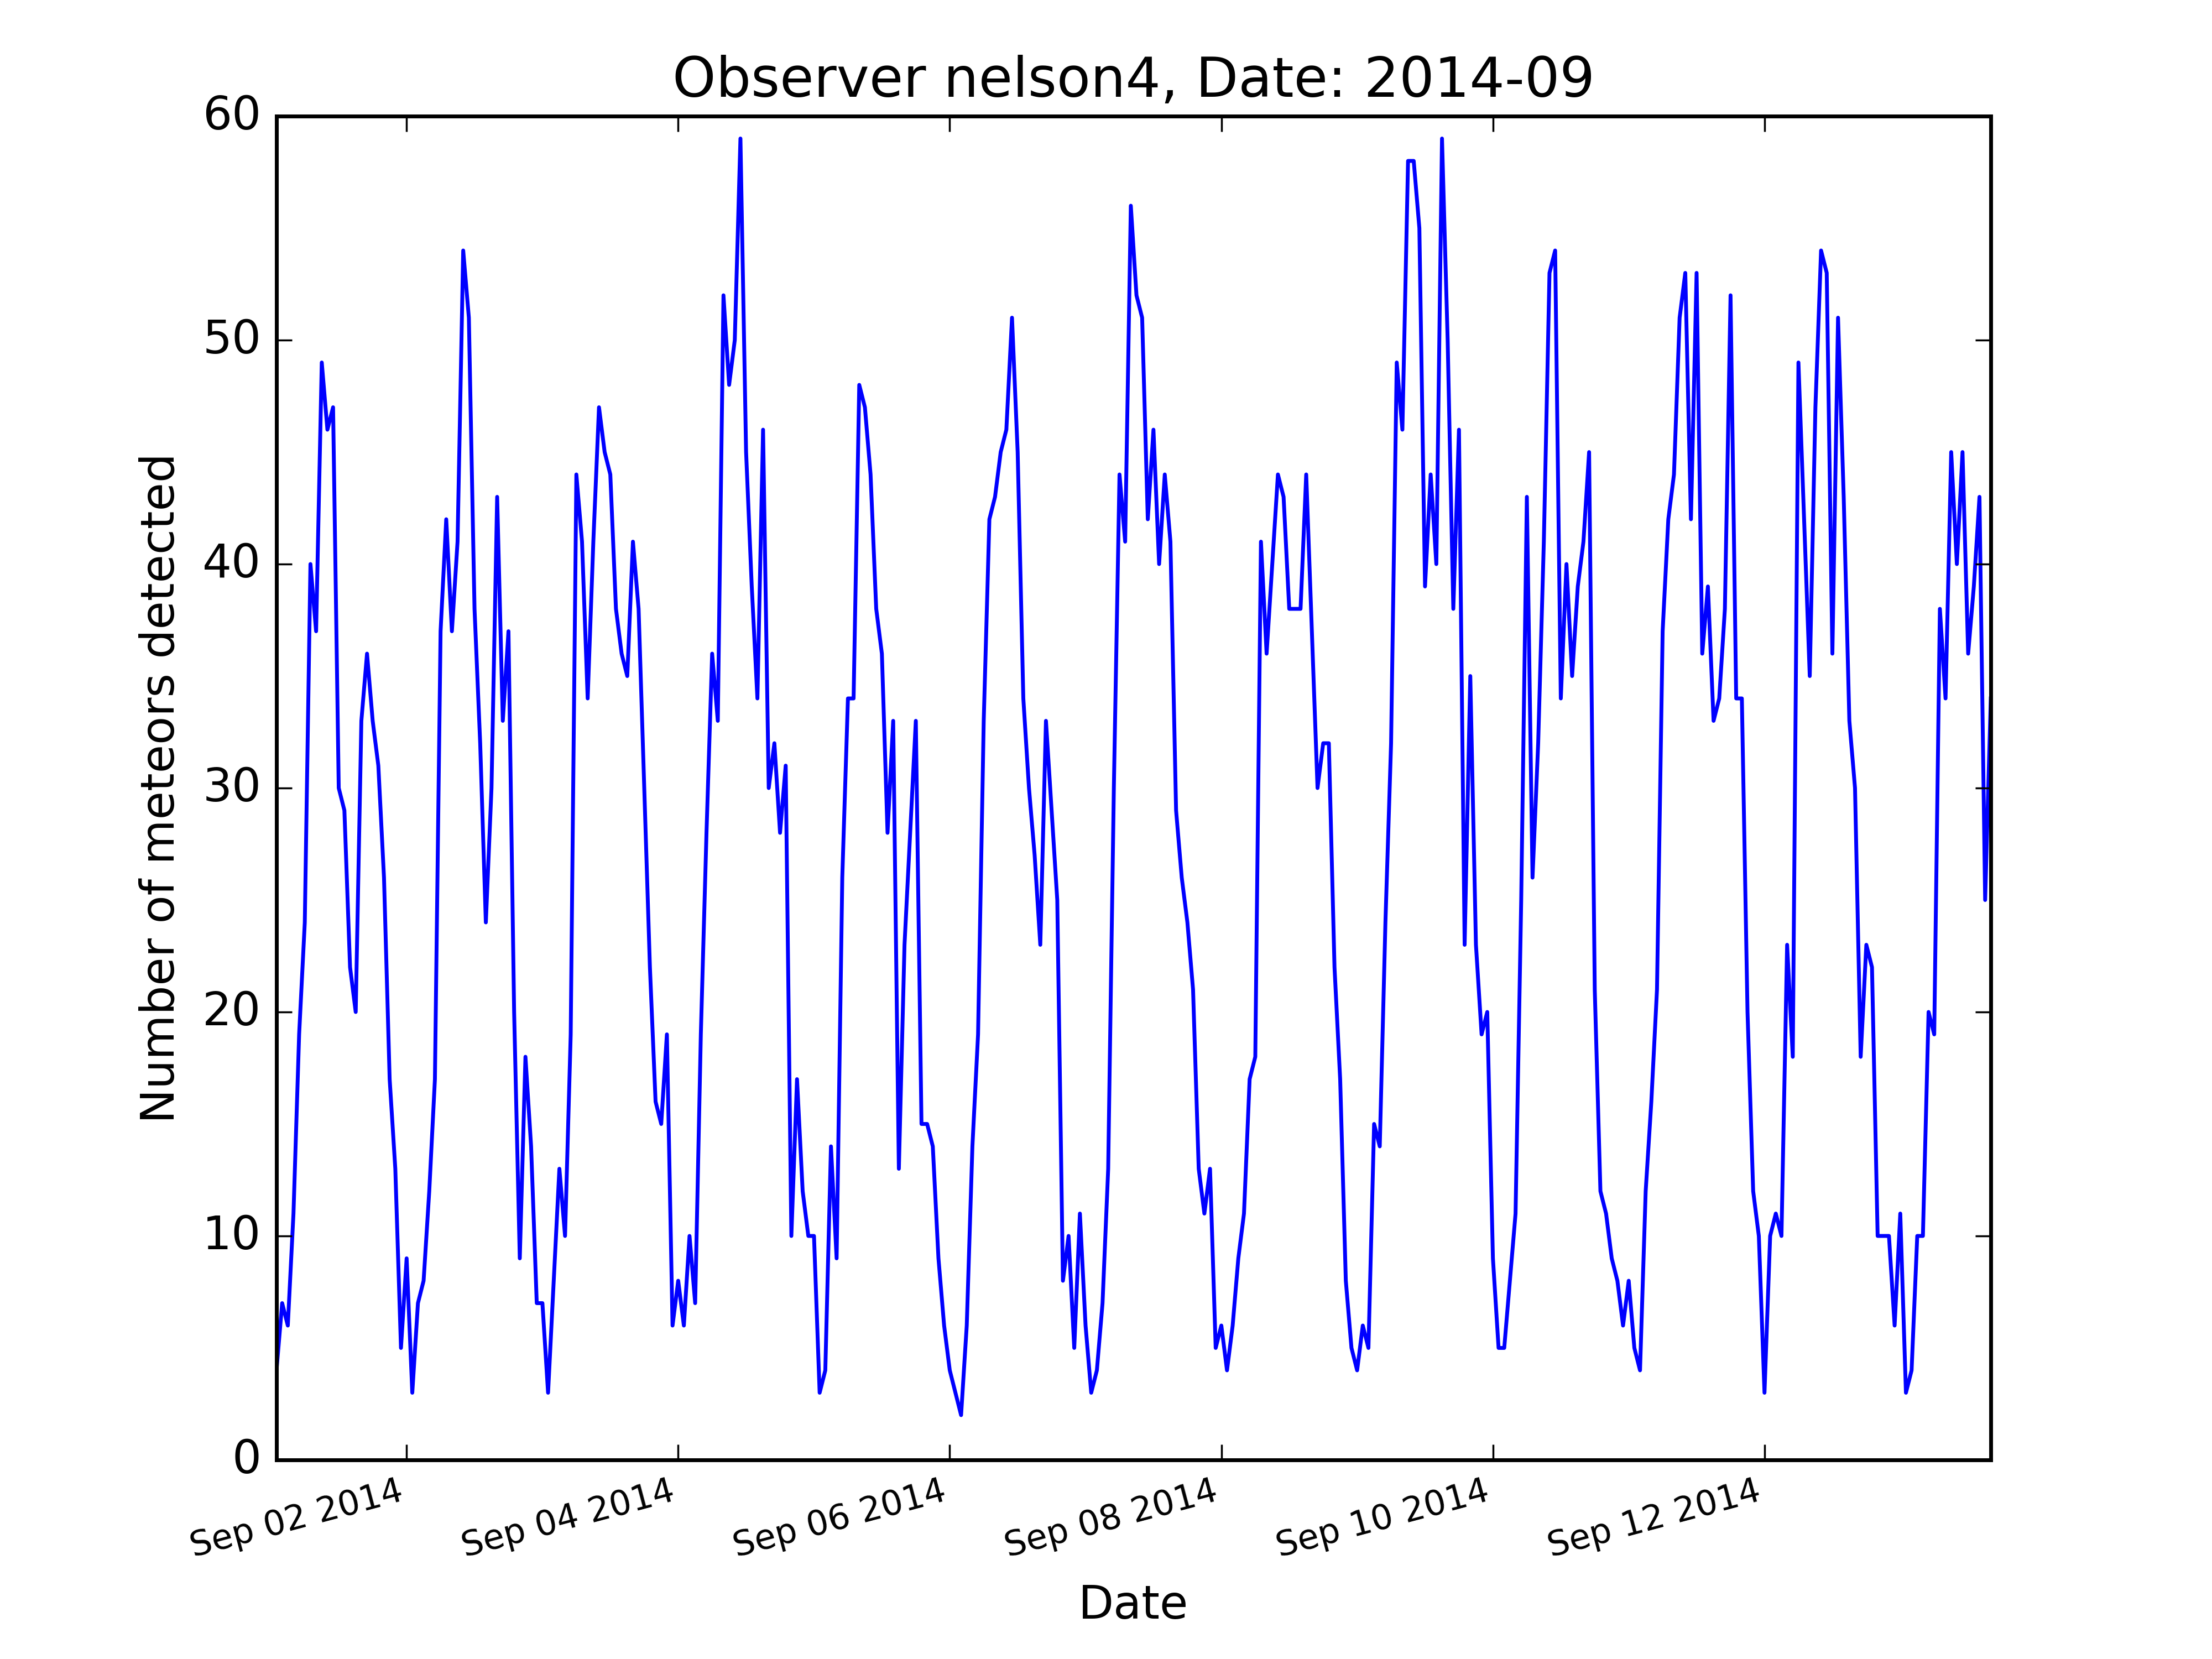 Observer nelson4, Date: 2014-09
60
50
40
30
20
10
0
Number of meteors detected
Sep 02 2014
Sep 04 2014
Sep 06 2014
Sep 08 2014
Sep 10 2014
Sep 12 2014
Date